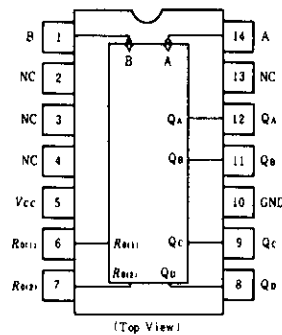 B 1 14 A
B A
NC 2 13 NC
NC 3 QA 12 QA
NC 4 QB 11 QB
Vcc 5 10 GND
R0(1) 6 R0(1) QC 9 QC
R0(2) 7 R0(2) QD 8 QD
(Top View)